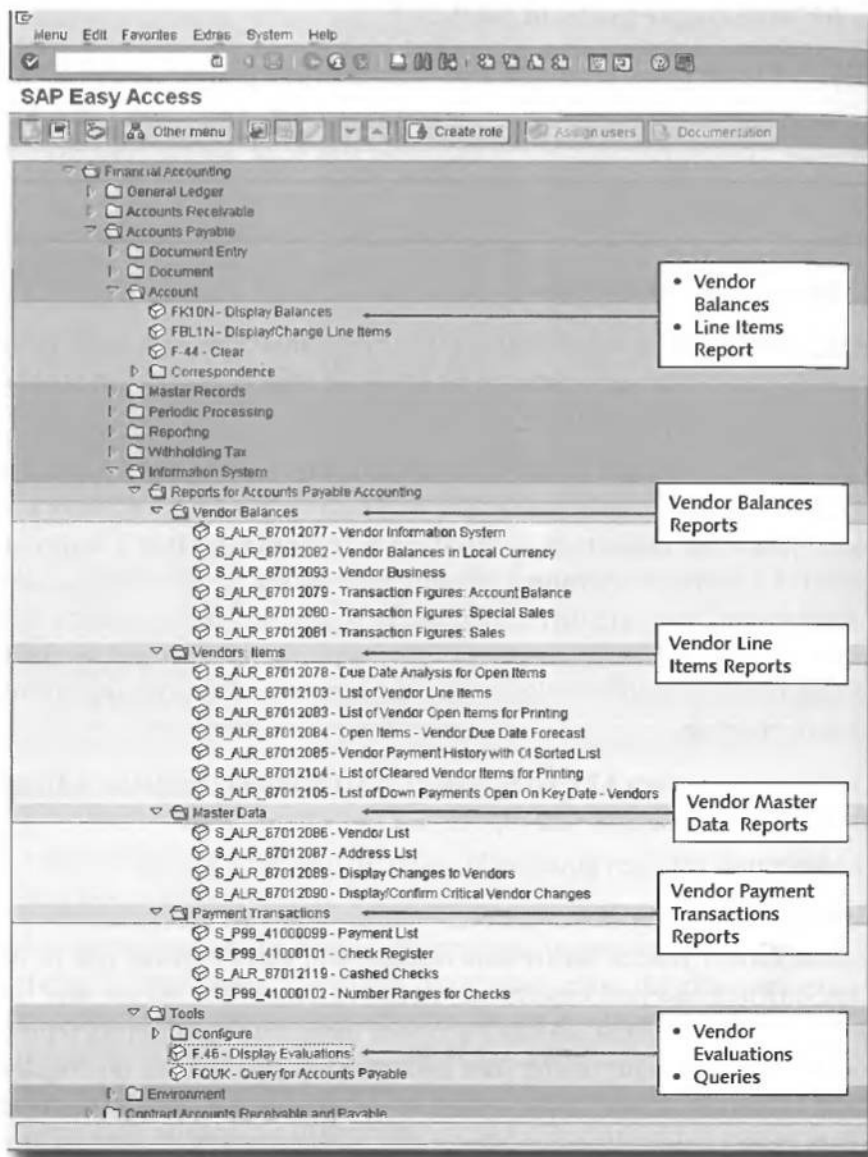 Menu Edit Favorites Extras System Help
SAP Easy Access
Other menu Create role Assign users Documentation
Financial Accounting
General Ledger
Accounts Receivable
Accounts Payable
Document Entry
Document
Account
FK10N - Display Balances
FBL1N - Display/Change Line Items
F-44 - Clear
Correspondence
Master Records
Periodic Processing
Reporting
Withholding Tax
Information System
Reports for Accounts Payable Accounting
Vendor Balances
S_ALR_87012077 - Vendor Information System
S_ALR_87012082 - Vendor Balances in Local Currency
S_ALR_87012093 - Vendor Business
S_ALR_87012079 - Transaction Figures: Account Balance
S_ALR_87012080 - Transaction Figures: Special Sales
S_ALR_87012081 - Transaction Figures: Sales
Vendors: Items
S_ALR_87012078 - Due Date Analysis for Open Items
S_ALR_87012103 - List of Vendor Line Items
S_ALR_87012083 - List of Vendor Open Items for Printing
S_ALR_87012084 - Open Items - Vendor Due Date Forecast
S_ALR_87012085 - Vendor Payment History with OI Sorted List
S_ALR_87012104 - List of Cleared Vendor Items for Printing
S_ALR_87012105 - List of Down Payments Open On Key Date - Vendors
Master Data
S_ALR_87012086 - Vendor List
S_ALR_87012087 - Address List
S_ALR_87012089 - Display Changes to Vendors
S_ALR_87012090 - Display/Confirm Critical Vendor Changes
Payment Transactions
S_P99_41000099 - Payment List
S_P99_41000101 - Check Register
S_ALR_87012119 - Cashed Checks
S_P99_41000102 - Number Ranges for Checks
Tools
Configure
F.46 - Display Evaluations
FQUK - Query for Accounts Payable
Environment
Contract Accounts Receivable and Payable
• Vendor
Balances
• Line Items
Report
Vendor Balances
Reports
Vendor Line
Items Reports
Vendor Master
Data Reports
Vendor Payment
Transactions
Reports
• Vendor
Evaluations
• Queries